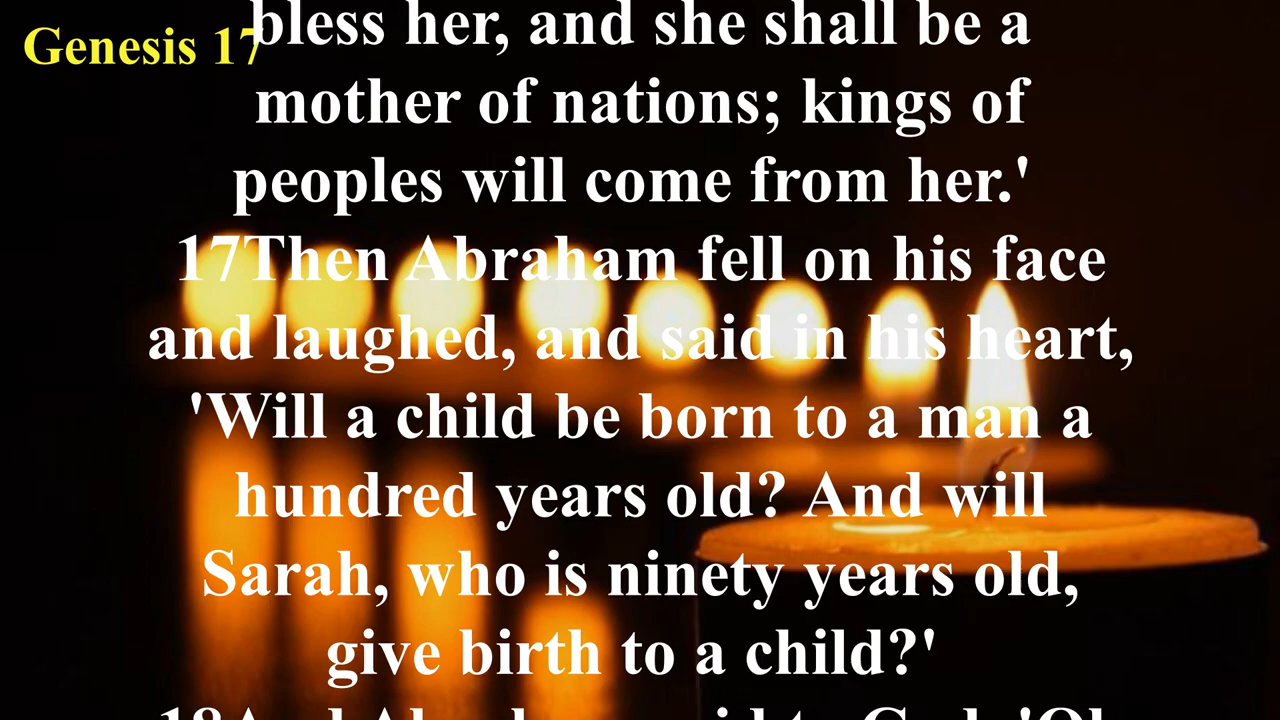 Genesis 17
bless her, and she shall be a
mother of nations; kings of
peoples will come from her.'
17Then Abraham fell on his face
and laughed, and said in his heart,
'Will a child be born to a man a
hundred years old? And will
Sarah, who is ninety years old,
give birth to a child?'